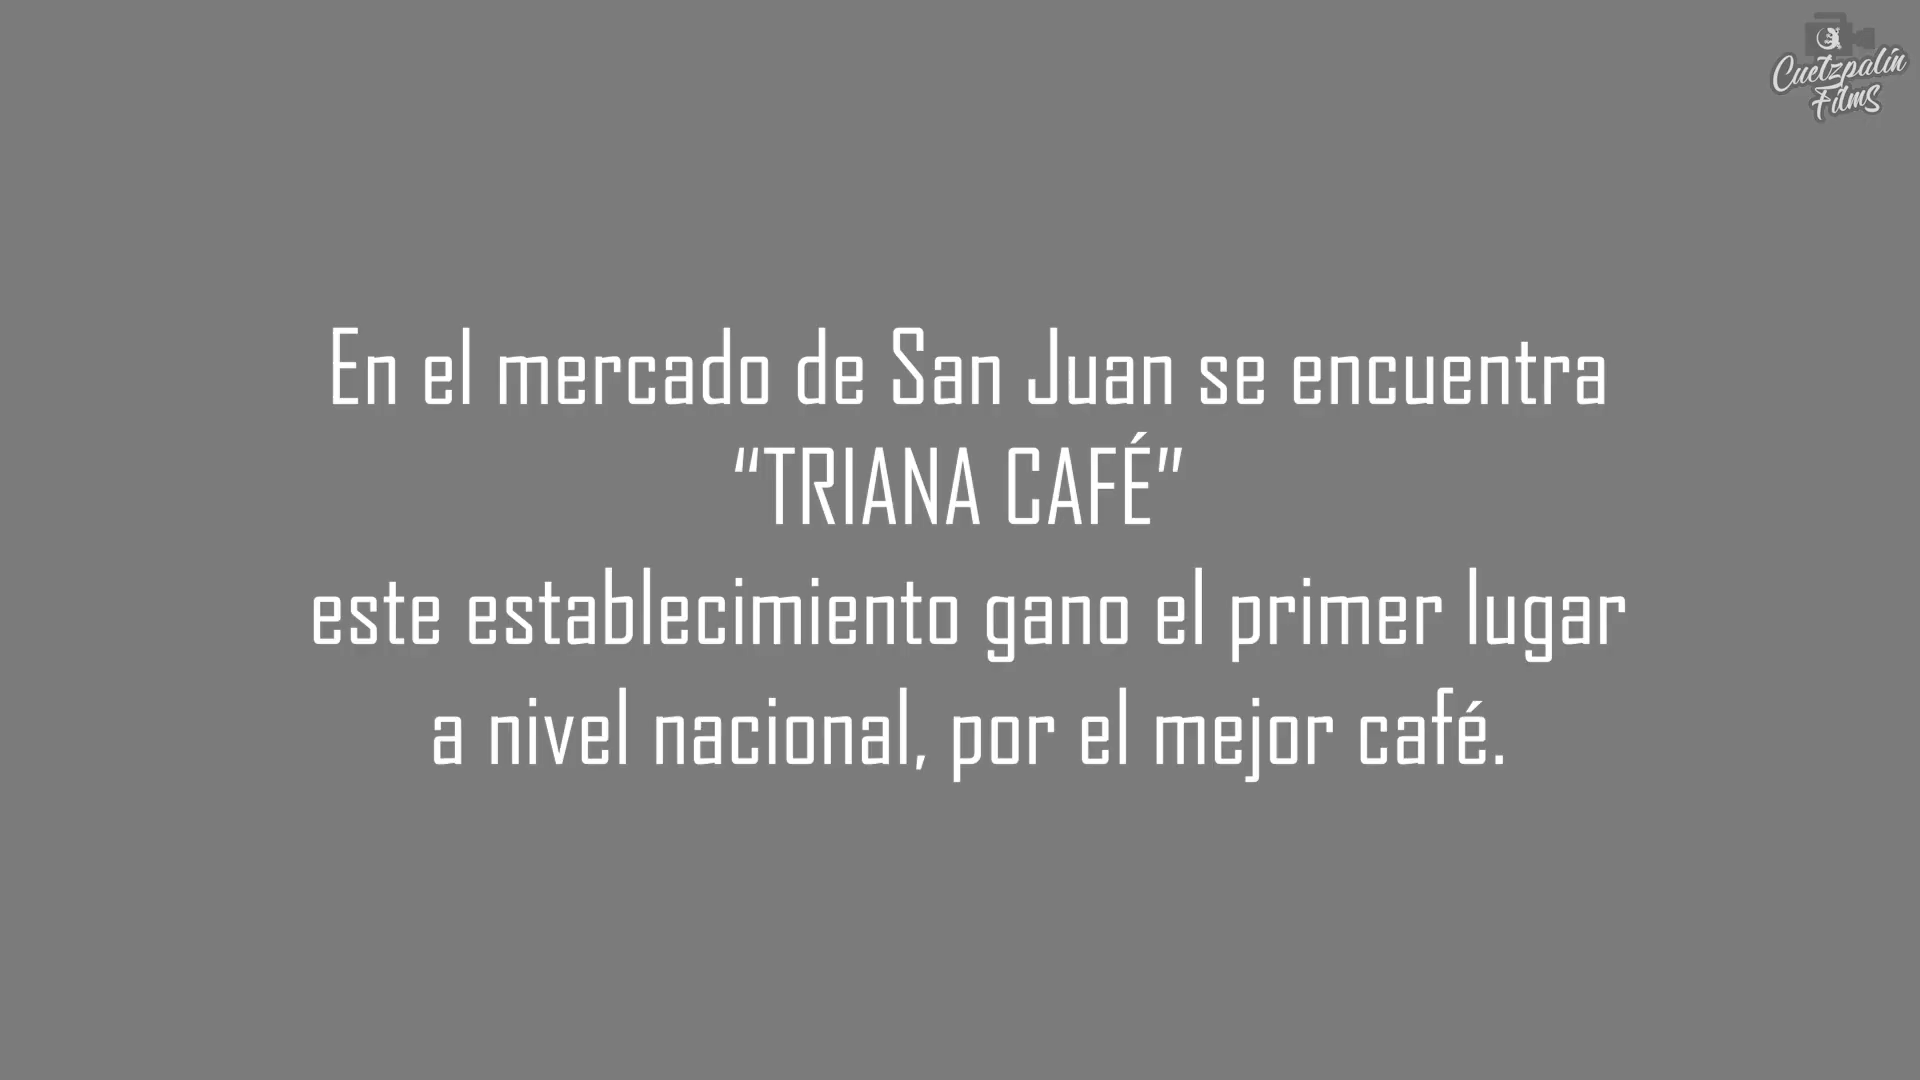 Cuetzpalín
Films
En el mercado de San Juan se encuentra
“TRIANA CAFÉ”
este establecimiento gano el primer lugar
a nivel nacional, por el mejor café.